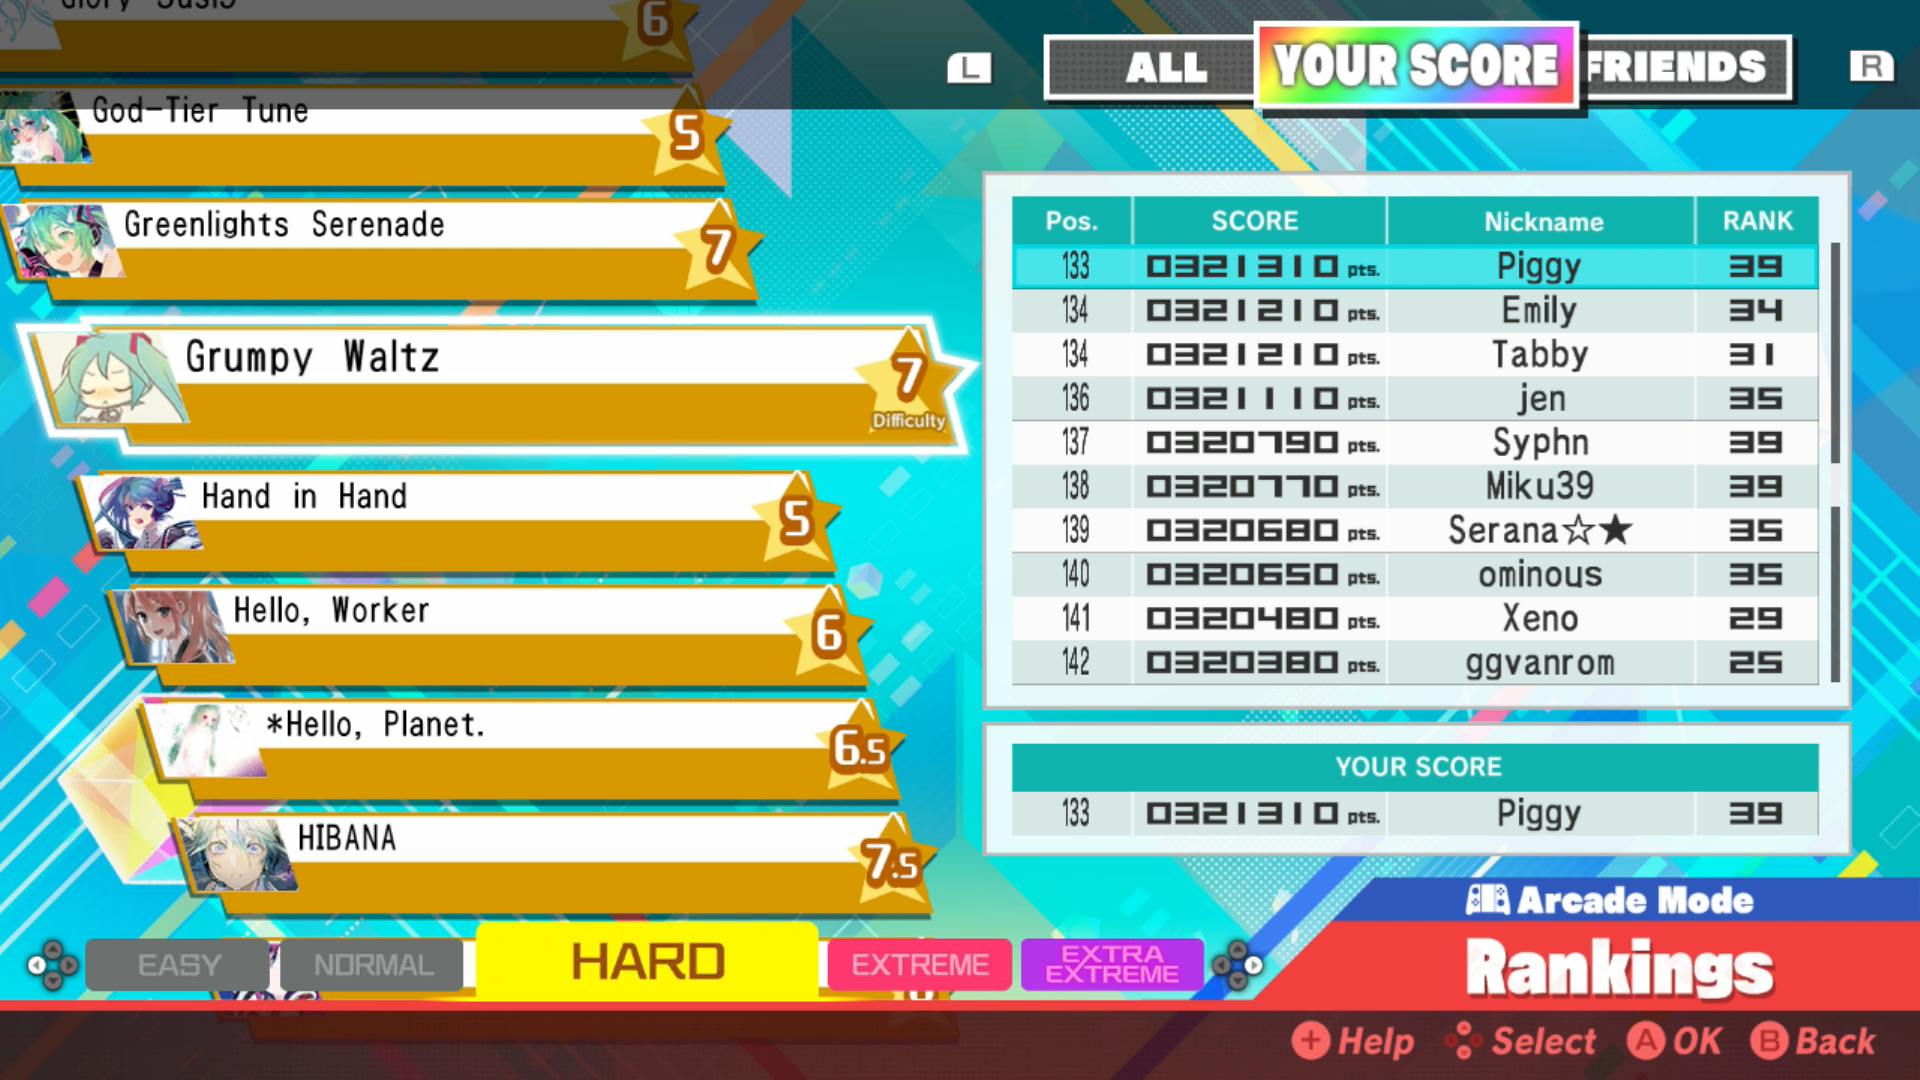 6
L
ALL
YOUR SCORE
FRIENDS
R
God-Tier Tune
5
Greenlights Serenade
7
Grumpy Waltz
7
Difficulty
Hand in Hand
5
Hello, Worker
6
*Hello, Planet.
6.5
HIBANA
7.5
Pos. SCORE Nickname RANK
133 0321310 pts. Piggy 39
134 0321210 pts. Emily 34
134 0321210 pts. Tabby 31
136 0321110 pts. jen 35
137 0320790 pts. Syphn 39
138 0320770 pts. Miku39 39
139 0320680 pts. Serana☆★ 35
140 0320650 pts. ominous 35
141 0320480 pts. Xeno 29
142 0320380 pts. ggvanrom 25
YOUR SCORE
133 0321310 pts. Piggy 39
Arcade Mode
Rankings
EASY
NORMAL
HARD
EXTREME
EXTRA
EXTREME
+ Help
Select
A OK
B Back